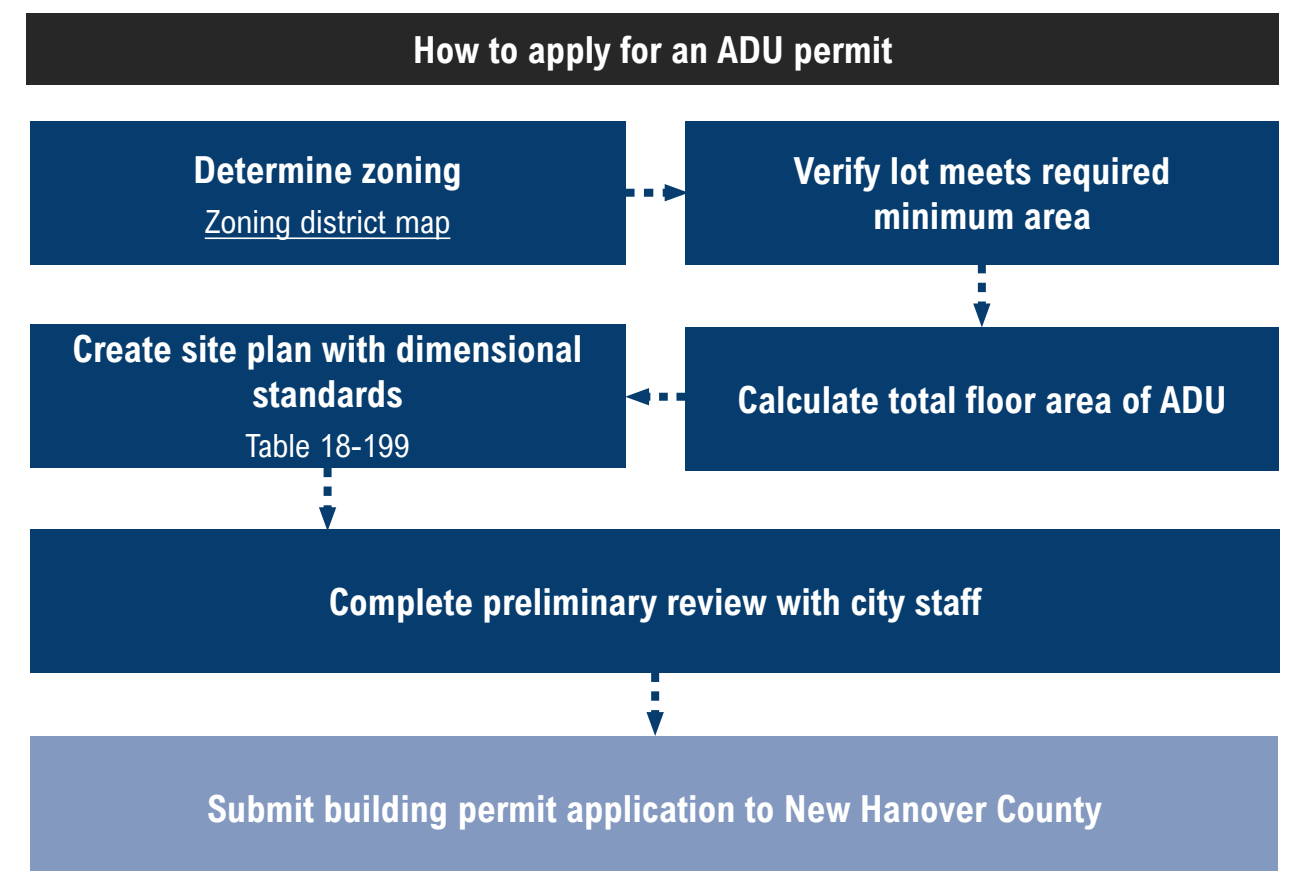 How to apply for an ADU permit
Determine zoning
Zoning district map
Verify lot meets required
minimum area
Calculate total floor area of ADU
Create site plan with dimensional
standards
Table 18-199
Complete preliminary review with city staff
Submit building permit application to New Hanover County